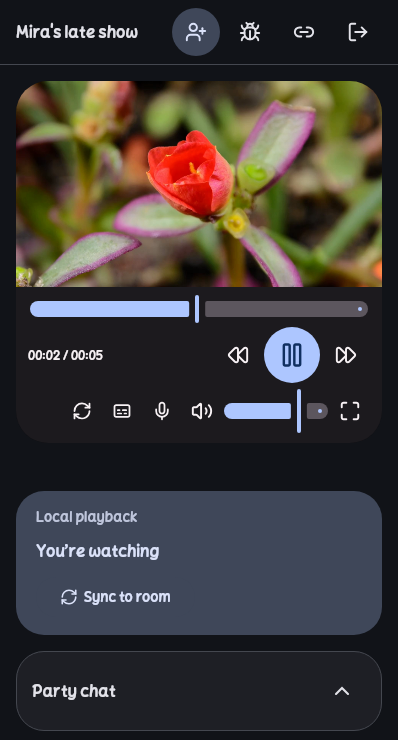 Mira's late show
00:02 / 00:05
Local playback
You're watching
Sync to room
Party chat